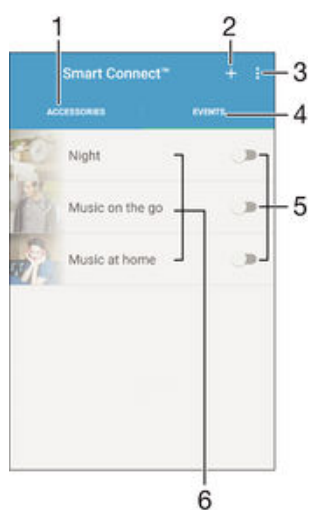 1
2
Smart Connect™
3
ACCESSORIES
EVENTS
4
Night
Music on the go
5
Music at home
6